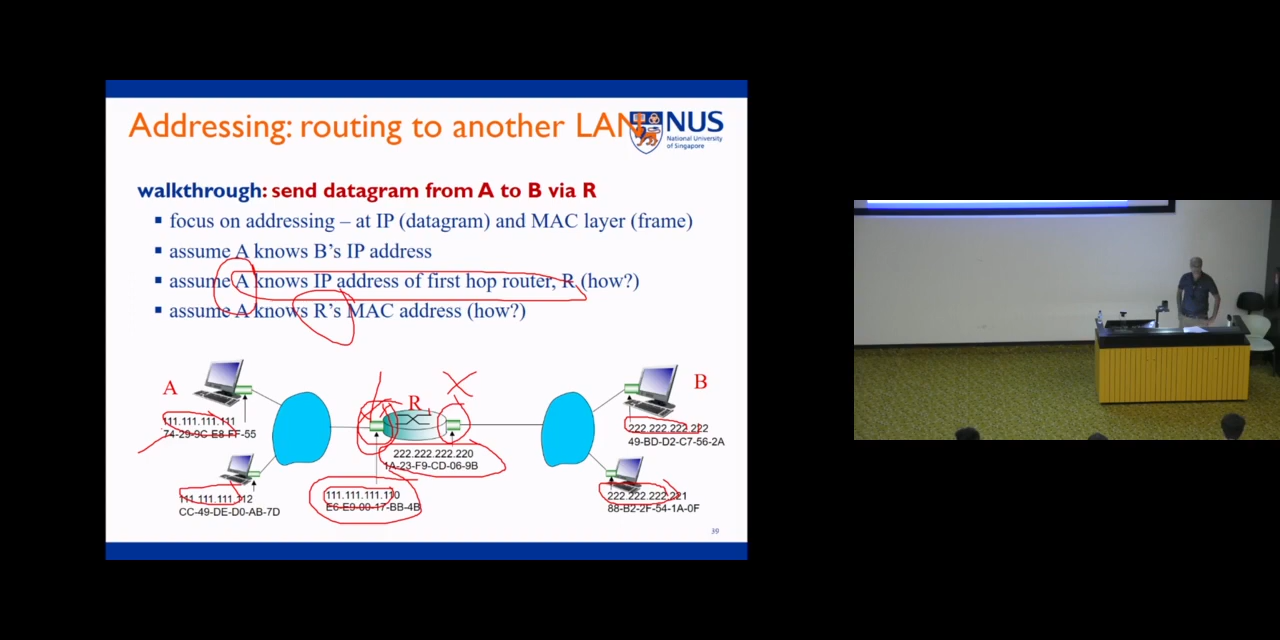 Addressing: routing to another LAN
NUS
National University
of Singapore
walkthrough: send datagram from A to B via R
▪ focus on addressing – at IP (datagram) and MAC layer (frame)
▪ assume A knows B's IP address
▪ assume A knows IP address of first hop router, R (how?)
▪ assume A knows R's MAC address (how?)
A
R
B
111.111.111.111
74-29-9C-E8-FF-55
222.222.222.222
49-BD-D2-C7-56-2A
222.222.222.220
1A-23-F9-CD-06-9B
111.111.111.112
CC-49-DE-D0-AB-7D
111.111.111.110
E6-E9-00-17-BB-4B
222.222.222.221
88-B2-2F-54-1A-0F
39